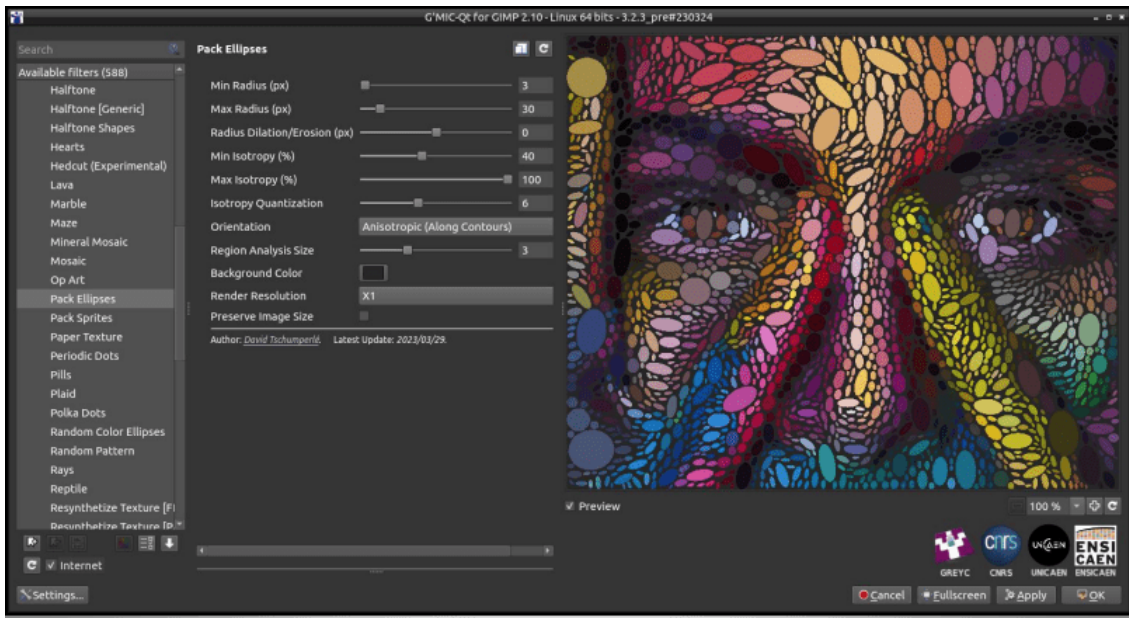 G'MIC-Qt for GIMP 2.10 - Linux 64 bits - 3.2.3_pre#230324
Search
Available filters (588)
Halftone
Halftone [Generic]
Halftone Shapes
Hearts
Hedcut (Experimental)
Lava
Marble
Maze
Mineral Mosaic
Mosaic
Op Art
Pack Ellipses
Pack Sprites
Paper Texture
Periodic Dots
Pills
Plaid
Polka Dots
Random Color Ellipses
Random Pattern
Rays
Reptile
Resynthetize Texture [F
Resynthetize Texture [P
Internet
Settings...
Pack Ellipses
Min Radius (px) 3
Max Radius (px) 30
Radius Dilation/Erosion (px) 0
Min Isotropy (%) 40
Max Isotropy (%) 100
Isotropy Quantization 6
Orientation Anisotropic (Along Contours)
Region Analysis Size 3
Background Color
Render Resolution X1
Preserve Image Size
Author: David Tschumperlé. Latest Update: 2023/03/29.
Preview
100 %
cnrs UNICAEN ENSI
CAEN
GREYC CNRS UNICAEN ENSICAEN
Cancel Fullscreen Apply OK